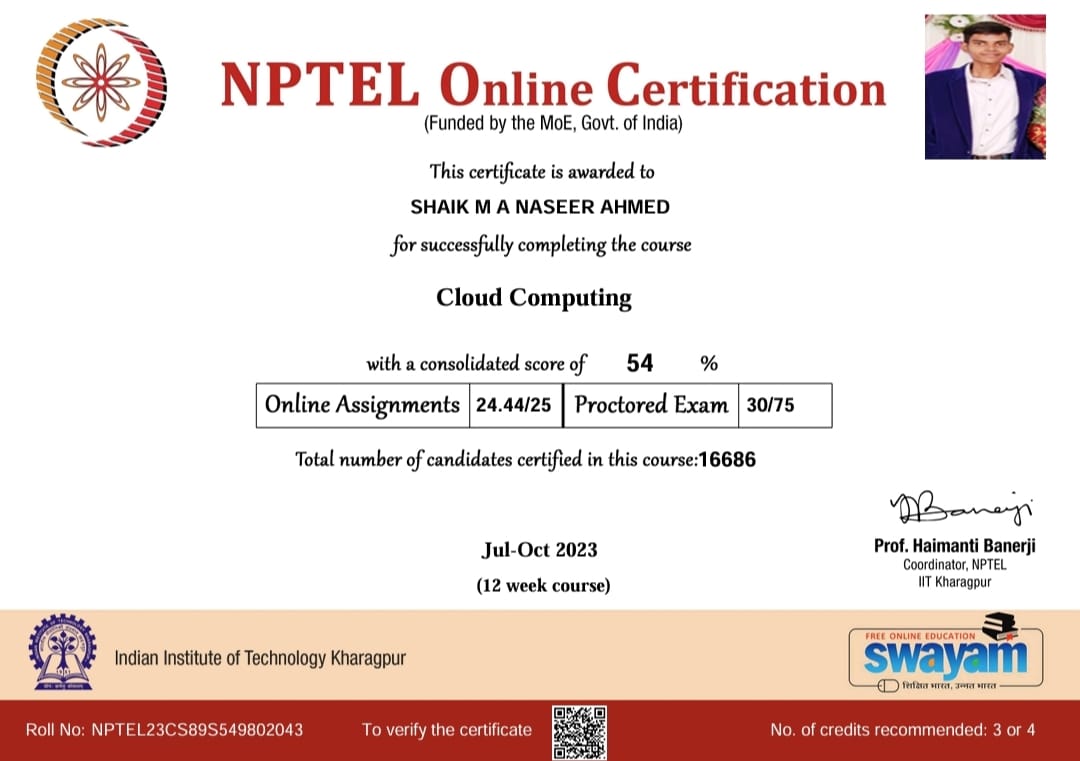 NPTEL Online Certification
(Funded by the MoE, Govt. of India)
This certificate is awarded to
SHAIK M A NASEER AHMED
for successfully completing the course
Cloud Computing
with a consolidated score of 54 %
Online Assignments 24.44/25 Proctored Exam 30/75
Total number of candidates certified in this course:16686
Jul-Oct 2023
(12 week course)
Prof. Haimanti Banerji
Coordinator, NPTEL
IIT Kharagpur
Indian Institute of Technology Kharagpur
FREE ONLINE EDUCATION
swayam
शिक्षित भारत, उन्नत भारत
Roll No: NPTEL23CS89S549802043
To verify the certificate
No. of credits recommended: 3 or 4